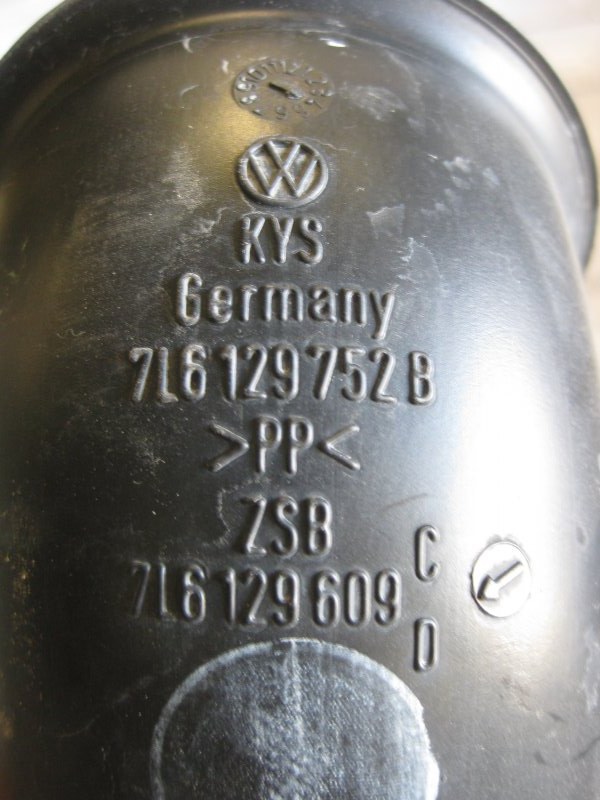 KYS
Germany
7L6 129 752 B
>PP<
ZSB
7L6 129 609 C
D